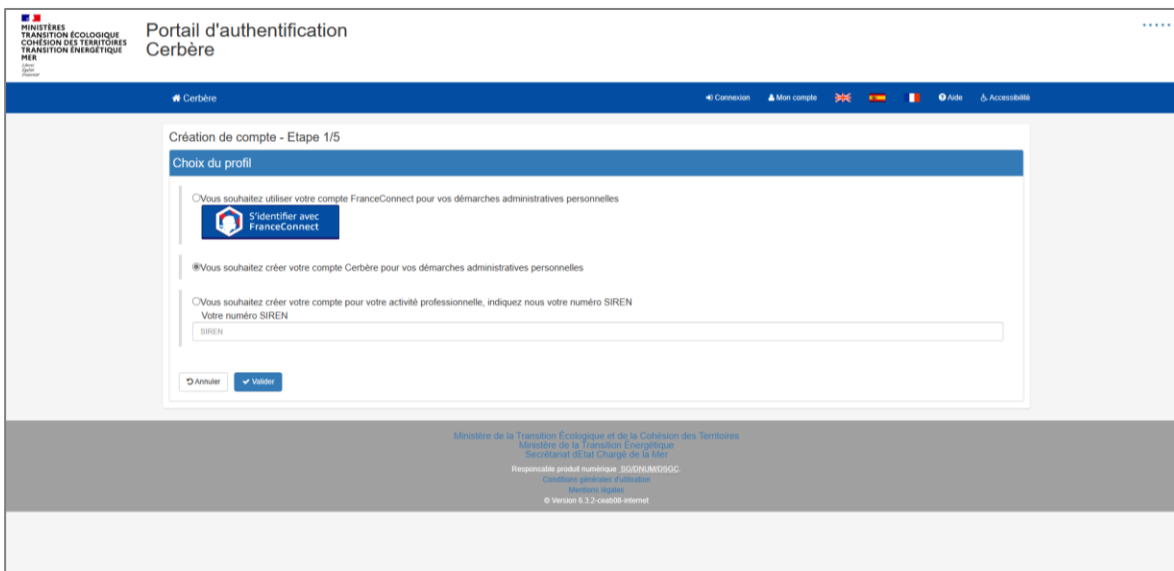 MINISTÈRES
TRANSITION ÉCOLOGIQUE
COHÉSION DES TERRITOIRES
TRANSITION ÉNERGÉTIQUE
MER
Liberté
Égalité
Fraternité
Portail d'authentification
Cerbère
Cerbère
Connexion Mon compte Aide Accessibilité
Création de compte - Etape 1/5
Choix du profil
Vous souhaitez utiliser votre compte FranceConnect pour vos démarches administratives personnelles
S'identifier avec
FranceConnect
Vous souhaitez créer votre compte Cerbère pour vos démarches administratives personnelles
Vous souhaitez créer votre compte pour votre activité professionnelle, indiquez nous votre numéro SIREN
Votre numéro SIREN
SIREN
Annuler Valider
Ministère de la Transition Écologique et de la Cohésion des Territoires
Ministère de la Transition Énergétique
Secrétariat dEtat Chargé de la Mer
Responsable produit numérique SG/DNUM/DSGC.
Conditions générales d'utilisation
Mentions légales
© Version 6.3.2-ceab08-internet